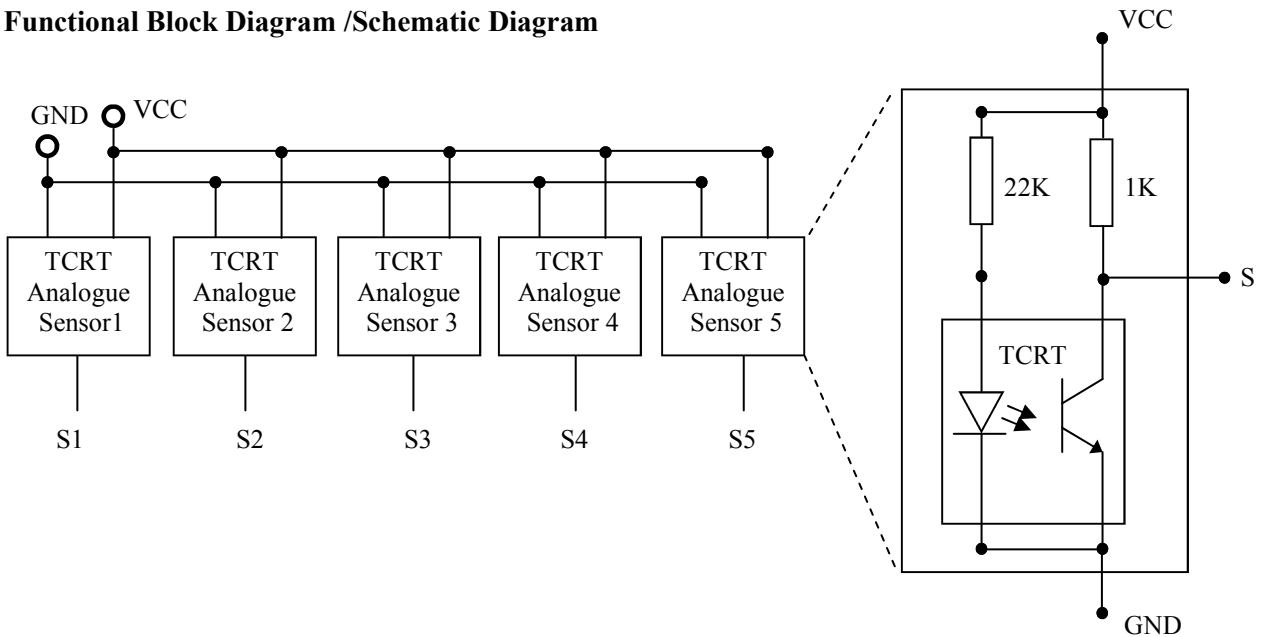 Functional Block Diagram /Schematic Diagram
VCC
GND
VCC
22K
1K
TCRT
Analogue
Sensor1
TCRT
Analogue
Sensor 2
TCRT
Analogue
Sensor 3
TCRT
Analogue
Sensor 4
TCRT
Analogue
Sensor 5
S
TCRT
S1
S2
S3
S4
S5
GND